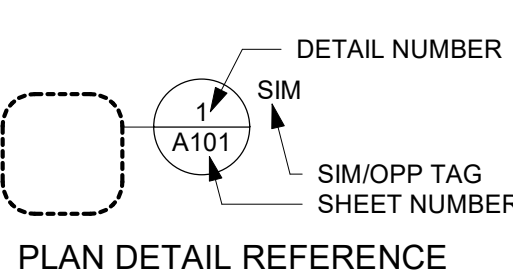 DETAIL NUMBER
SIM
1
A101
SIM/OPP TAG
SHEET NUMBER
PLAN DETAIL REFERENCE